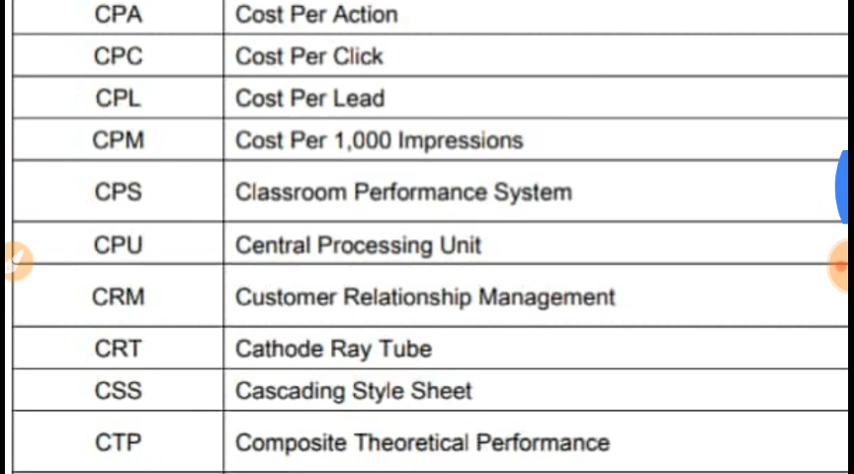 CPA Cost Per Action
CPC Cost Per Click
CPL Cost Per Lead
CPM Cost Per 1,000 Impressions
CPS Classroom Performance System
CPU Central Processing Unit
CRM Customer Relationship Management
CRT Cathode Ray Tube
CSS Cascading Style Sheet
CTP Composite Theoretical Performance